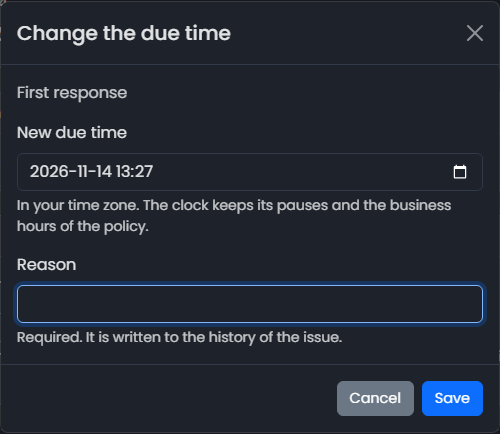 Change the due time
First response
New due time
2026-11-14 13:27
In your time zone. The clock keeps its pauses and the business
hours of the policy.
Reason
Required. It is written to the history of the issue.
Cancel
Save